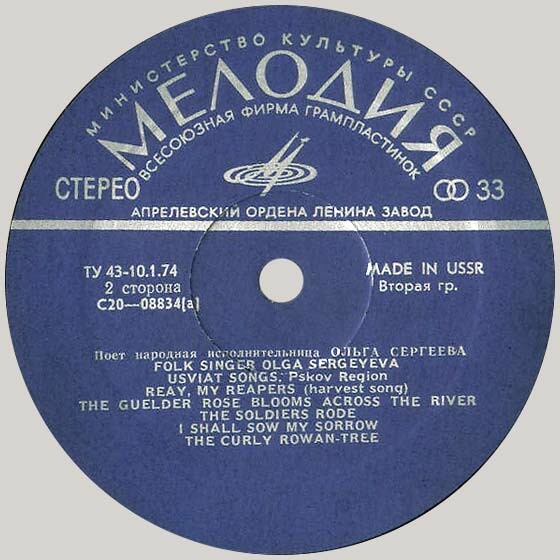 МИНИСТЕРСТВО КУЛЬТУРЫ СССР
МЕЛОДИЯ
ВСЕСОЮЗНАЯ ФИРМА ГРАМПЛАСТИНОК
СТЕРЕО 33
АПРЕЛЕВСКИЙ ОРДЕНА ЛЕНИНА ЗАВОД
ТУ 43-10.1.74
2 сторона
С20—08834(a)
MADE IN USSR
Вторая гр.
Поет народная исполнительница ОЛЬГА СЕРГЕЕВА
FOLK SINGER OLGA SERGEYEVA
USVIAT SONGS: Pskov Region
REAY, MY REAPERS (harvest song)
THE GUELDER ROSE BLOOMS ACROSS THE RIVER
THE SOLDIERS RODE
I SHALL SOW MY SORROW
THE CURLY ROWAN-TREE